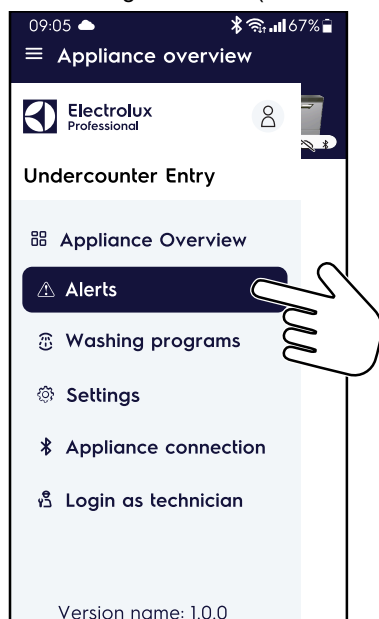 09:05 67%
Appliance overview
Electrolux
Professional
Undercounter Entry
Appliance Overview
Alerts
Washing programs
Settings
Appliance connection
Login as technician
Version name: 1.0.0